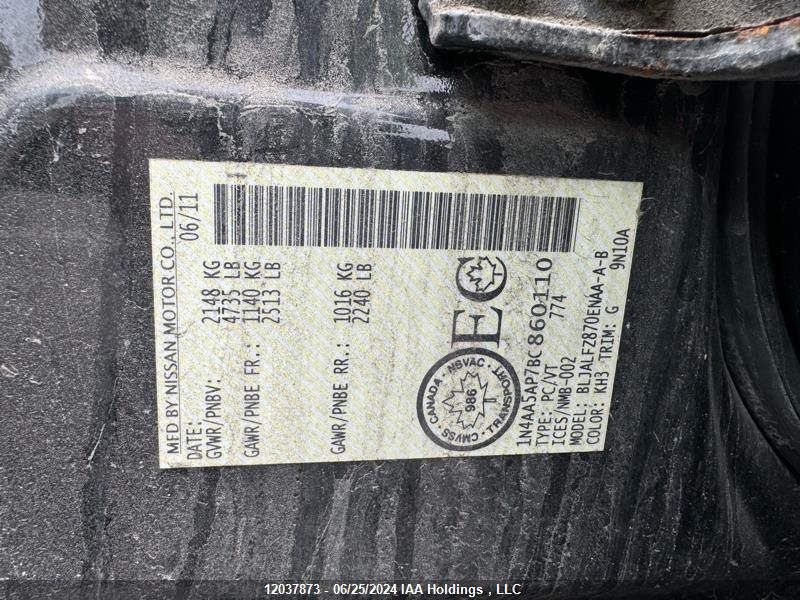 MFD BY NISSAN MOTOR CO., LTD.
DATE: 06/11
GVWR/PNBV: 2148 KG
4735 LB
GAWR/PNBE FR.: 1140 KG
2513 LB
GAWR/PNBE RR.: 1016 KG
2240 LB
CANADA · NSVAC · TRANSPORT · CMVSS
986
EC
1N4AA5AP7BC860110
TYPE: PC/VT 774
ICES/NMB-002
MODEL: BLJALFZ870ENAA-A-B
COLOR: KH3 TRIM: G 9N10A
12037873 - 06/25/2024 IAA Holdings , LLC